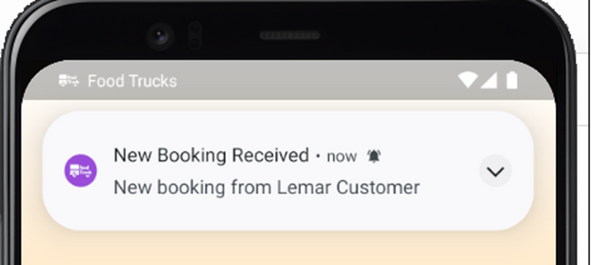 Food Trucks
New Booking Received • now
New booking from Lemar Customer